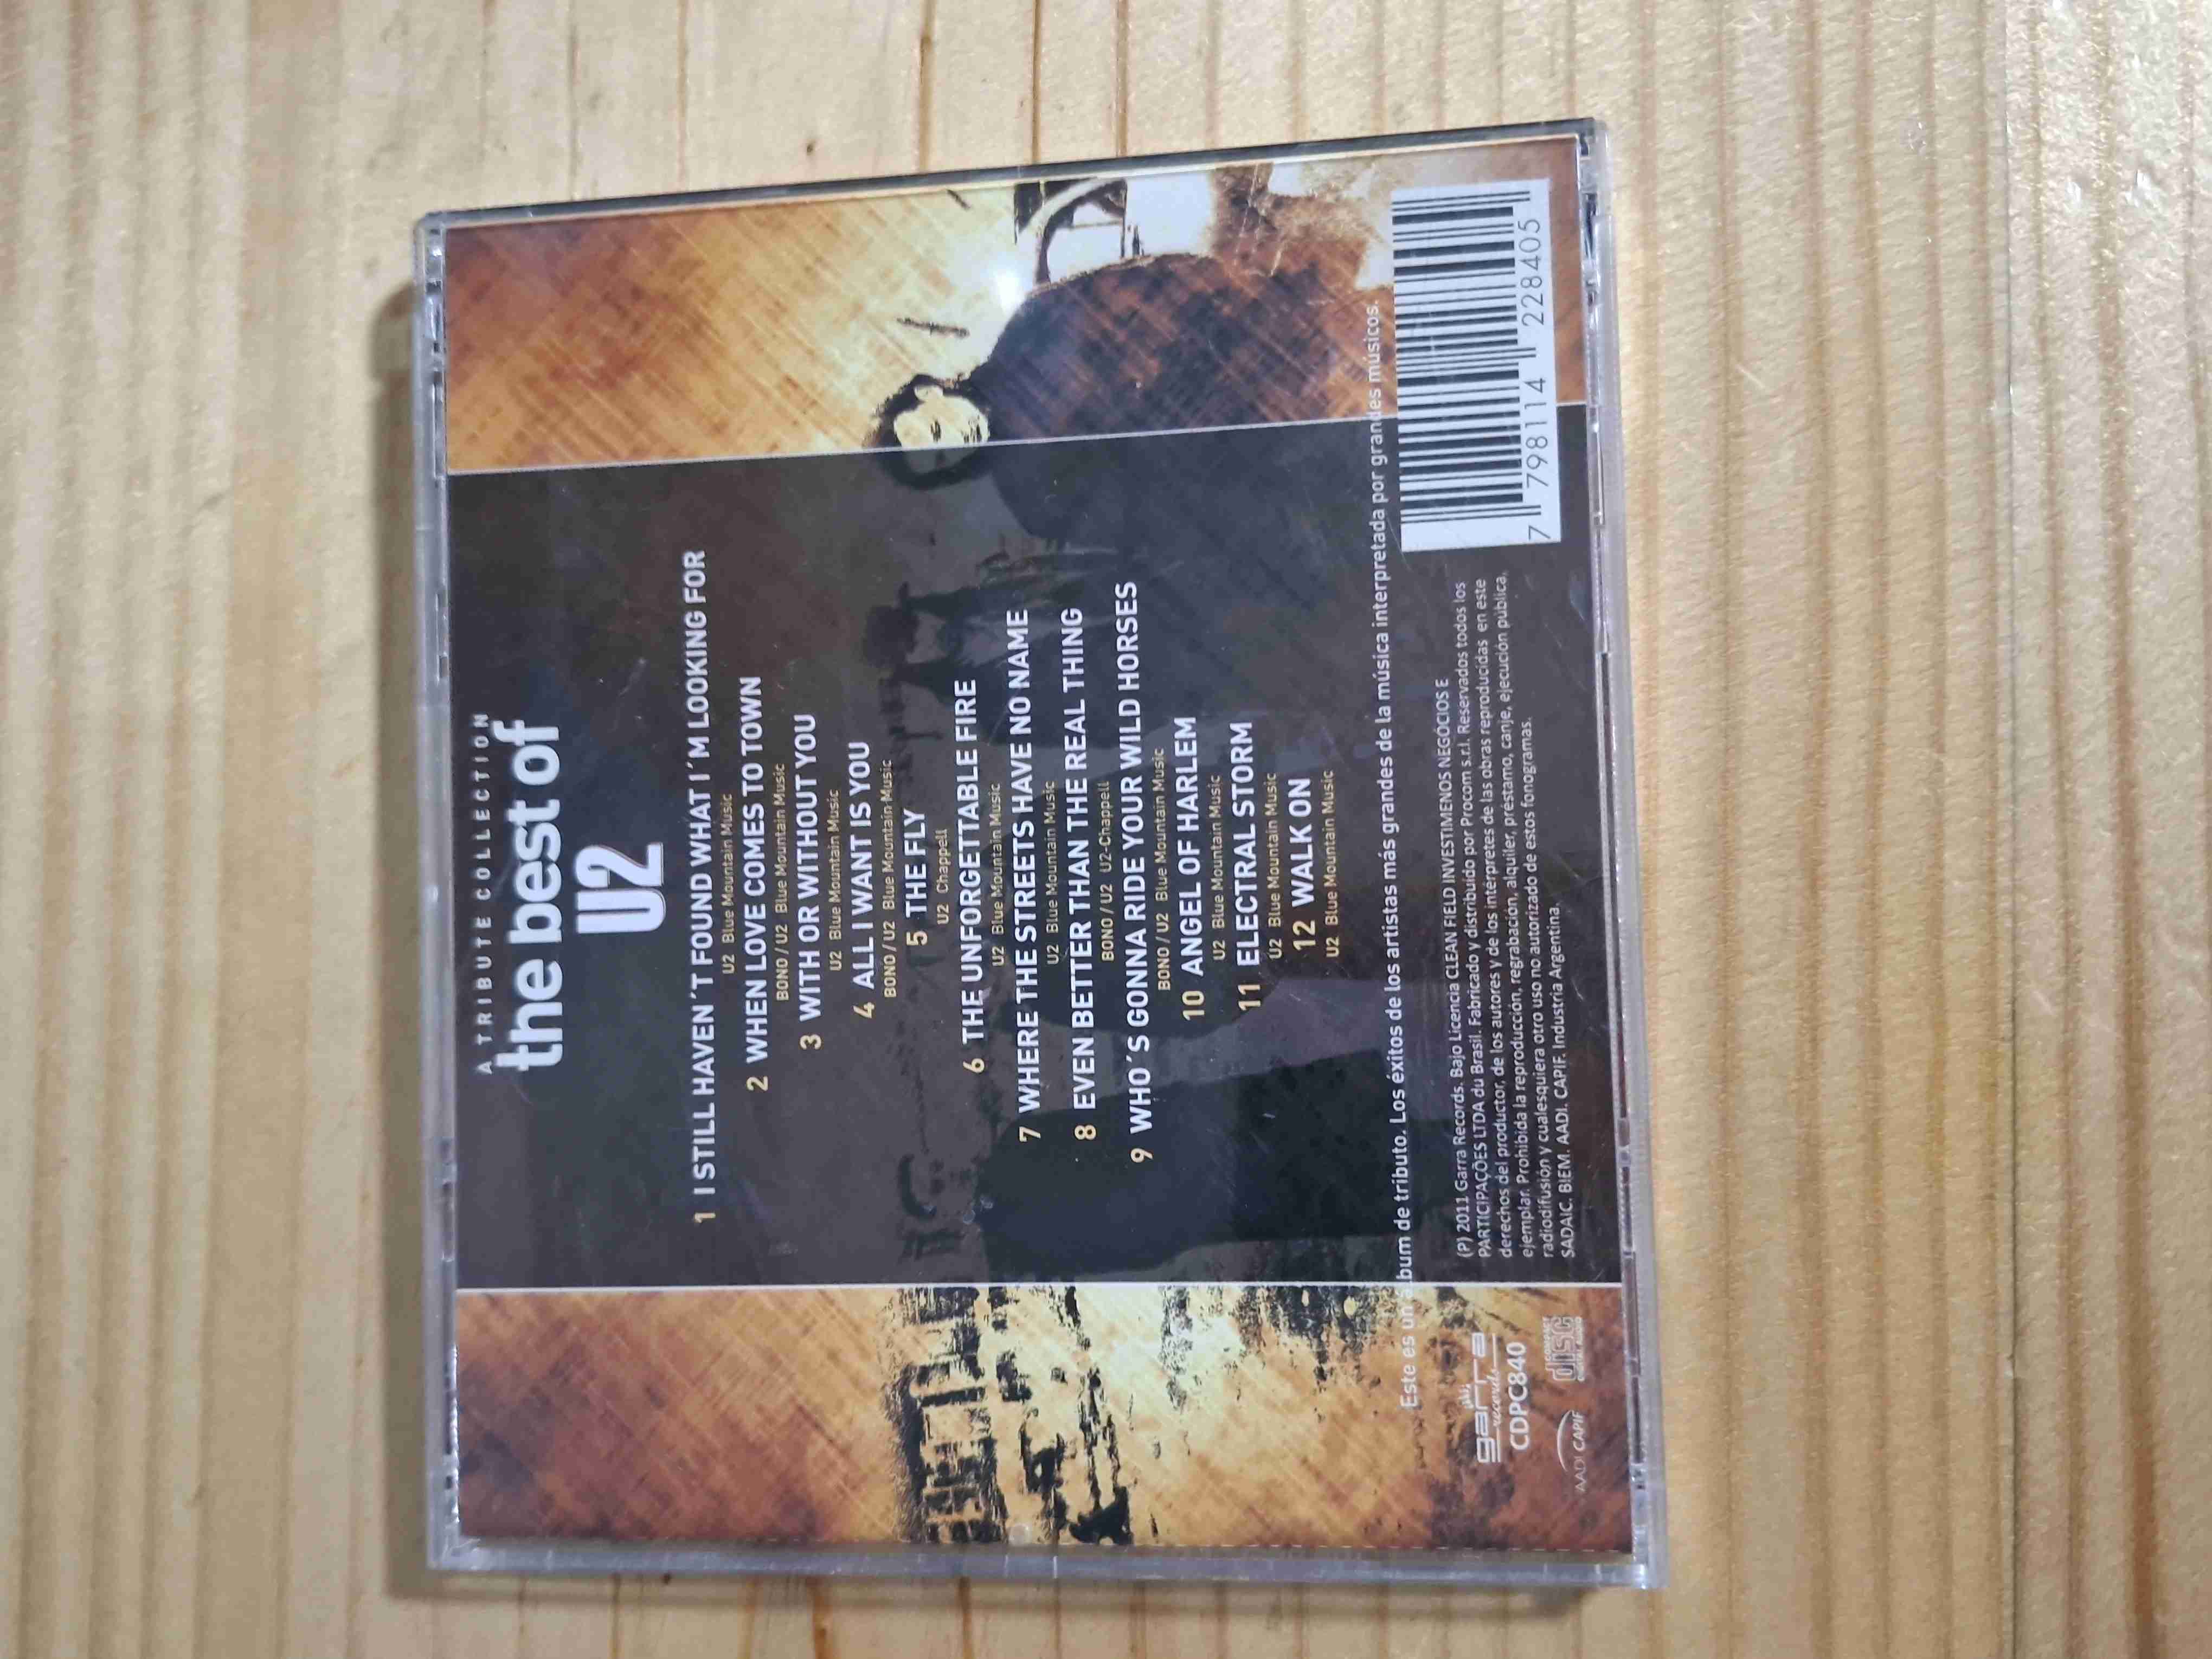 A TRIBUTE COLLECTION
the best of
U2
1 I STILL HAVEN´T FOUND WHAT I´M LOOKING FOR
U2 Blue Mountain Music
2 WHEN LOVE COMES TO TOWN
BONO / U2 Blue Mountain Music
3 WITH OR WITHOUT YOU
U2 Blue Mountain Music
4 ALL I WANT IS YOU
BONO / U2 Blue Mountain Music
5 THE FLY
U2 Chappell
6 THE UNFORGETTABLE FIRE
U2 Blue Mountain Music
7 WHERE THE STREETS HAVE NO NAME
U2 Blue Mountain Music
8 EVEN BETTER THAN THE REAL THING
BONO / U2 U2-Chappell
9 WHO´S GONNA RIDE YOUR WILD HORSES
BONO / U2 Blue Mountain Music
10 ANGEL OF HARLEM
U2 Blue Mountain Music
11 ELECTRAL STORM
U2 Blue Mountain Music
12 WALK ON
U2 Blue Mountain Music
Este es un álbum de tributo. Los éxitos de los artistas más grandes de la música interpretada por grandes músicos.
garra
records
CDPC840
AADI CAPIF
COMPACT
disc
DIGITAL AUDIO
(P) 2011 Garra Records. Bajo Licencia CLEAN FIELD INVESTIMENOS NEGÓCIOS E
PARTICIPAÇÕES LTDA du Brasil. Fabricado y distribuido por Procom s.r.l. Reservados todos los
derechos del productor, de los autores y de los intérpretes de las obras reproducidas en este
ejemplar. Prohibida la reproducción, regrabación, alquiler, préstamo, canje, ejecución pública,
radiodifusión y cualesquiera otro uso no autorizado de estos fonogramas.
SADAIC. BIEM. AADI. CAPIF. Industria Argentina.
7 798114 228405